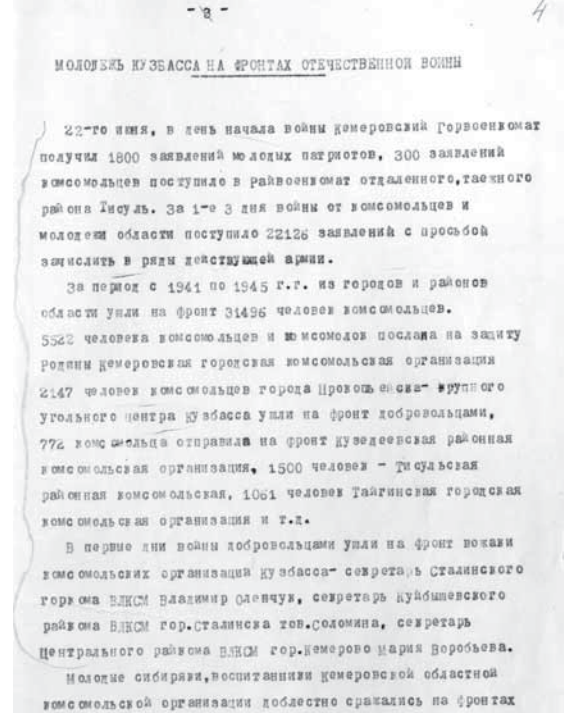 - 3 -
4
МОЛОДЕЖЬ КУЗБАССА НА ФРОНТАХ ОТЕЧЕСТВЕННОЙ ВОЙНЫ
22-го июня, в день начала войны Кемеровский Горвоенкомат
получил 1800 заявлений молодых патриотов, 300 заявлений
комсомольцев поступило в Райвоенкомат отдаленного, таежного
района Тисуль. За 1-е 3 дня войны от комсомольцев и
молодежи области поступило 22126 заявлений с просьбой
зачислить в ряды действующей армии.
За период с 1941 по 1945 г.г. из городов и районов
области ушли на фронт 31496 человек комсомольцев.
5522 человека комсомольцев и комсомолок послала на защиту
Родины Кемеровская городская комсомольская организация
2147 человек комсомольцев города Прокопьевска- крупного
угольного центра Кузбасса ушли на фронт добровольцами,
772 комсомольца отправила на фронт Кузедеевская районная
комсомольская организация, 1500 человек - Тисульская
районная комсомольская, 1061 человек Тайгинская городская
комсомольская организация и т.д.
В первые дни войны добровольцами ушли на фронт вожаки
комсомольских организаций Кузбасса- секретарь Сталинского
горкома ВЛКСМ Владимир Оленчук, секретарь Куйбышевского
райкома ВЛКСМ гор.Сталинска тов.Соломина, секретарь
Центрального райкома ВЛКСМ гор.Кемерово Мария Воробьева.
Молодые сибиряки,воспитанники Кемеровской областной
комсомольской организации доблестно сражались на фронтах